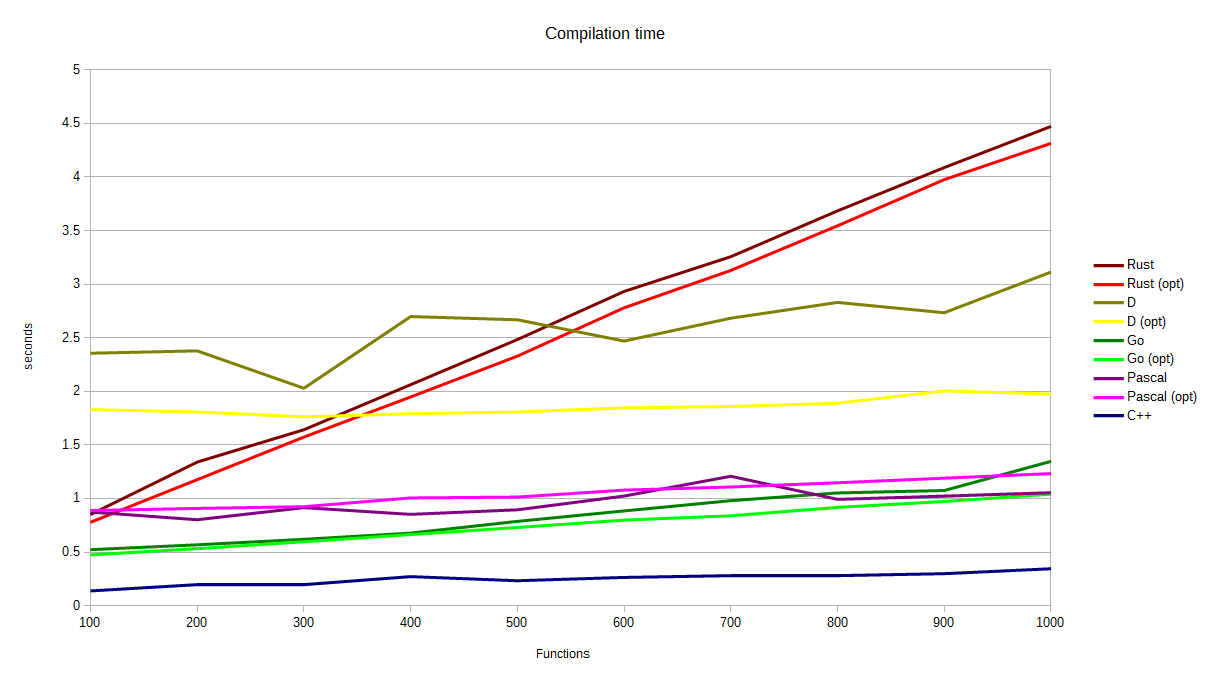 Compilation time
5
4.5
4
3.5
3
2.5
2
1.5
1
0.5
0
seconds
100 200 300 400 500 600 700 800 900 1000
Functions
Rust
Rust (opt)
D
D (opt)
Go
Go (opt)
Pascal
Pascal (opt)
C++